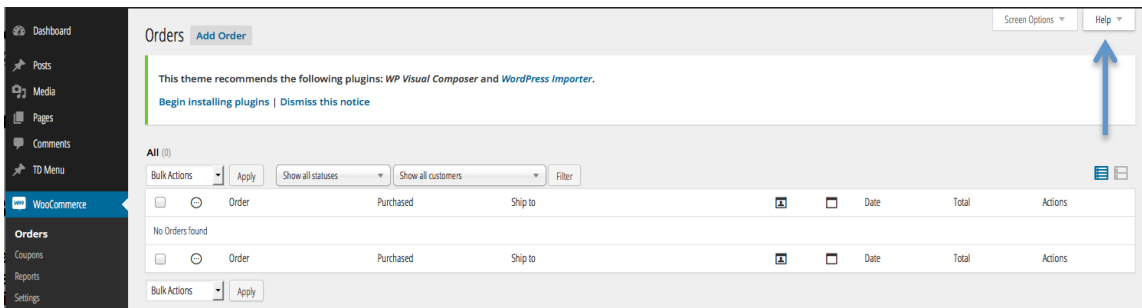 Dashboard
Posts
Media
Pages
Comments
TD Menu
WOO WooCommerce
Orders
Coupons
Reports
Settings
Screen Options Help
Orders Add Order
This theme recommends the following plugins: WP Visual Composer and WordPress Importer.
Begin installing plugins | Dismiss this notice
All (0)
Bulk Actions Apply Show all statuses Show all customers Filter
Order Purchased Ship to Date Total Actions
No Orders found
Order Purchased Ship to Date Total Actions
Bulk Actions Apply